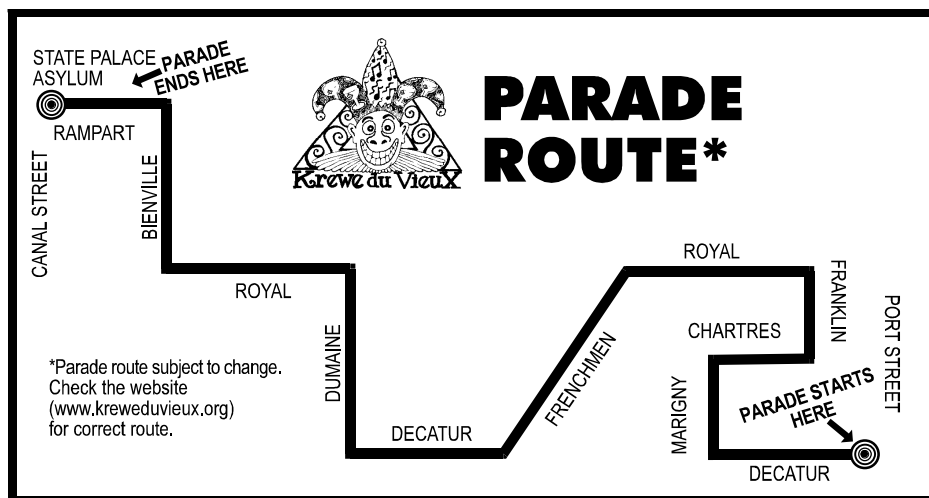 STATE PALACE
ASYLUM
PARADE
ENDS HERE
RAMPART
CANAL STREET
BIENVILLE
Krewe du Vieux
PARADE
ROUTE*
ROYAL
DUMAINE
DECATUR
FRENCHMEN
ROYAL
FRANKLIN
CHARTRES
MARIGNY
PORT STREET
PARADE STARTS
HERE
DECATUR
*Parade route subject to change.
Check the website
(www.kreweduvieux.org)
for correct route.